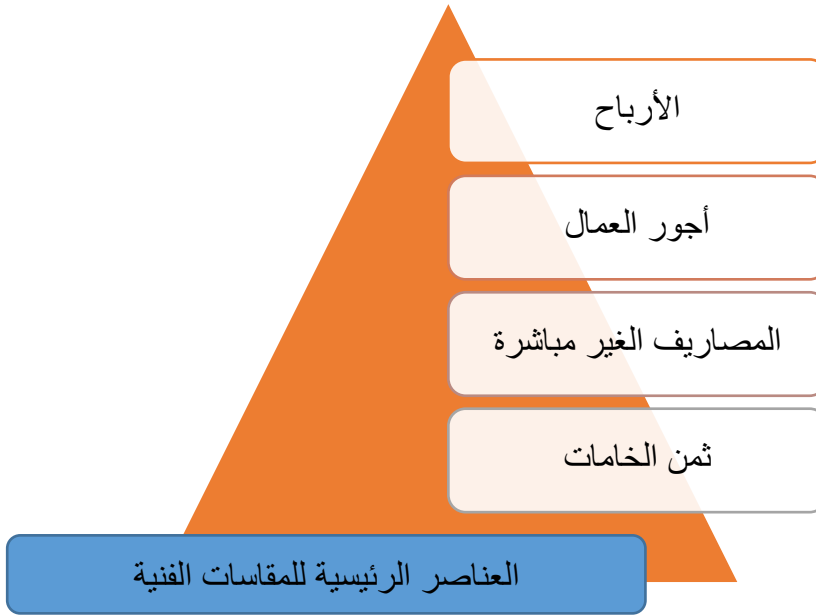 الأرباح
أجور العمال
المصاريف الغير مباشرة
ثمن الخامات
العناصر الرئيسية للمقاسات الفنية